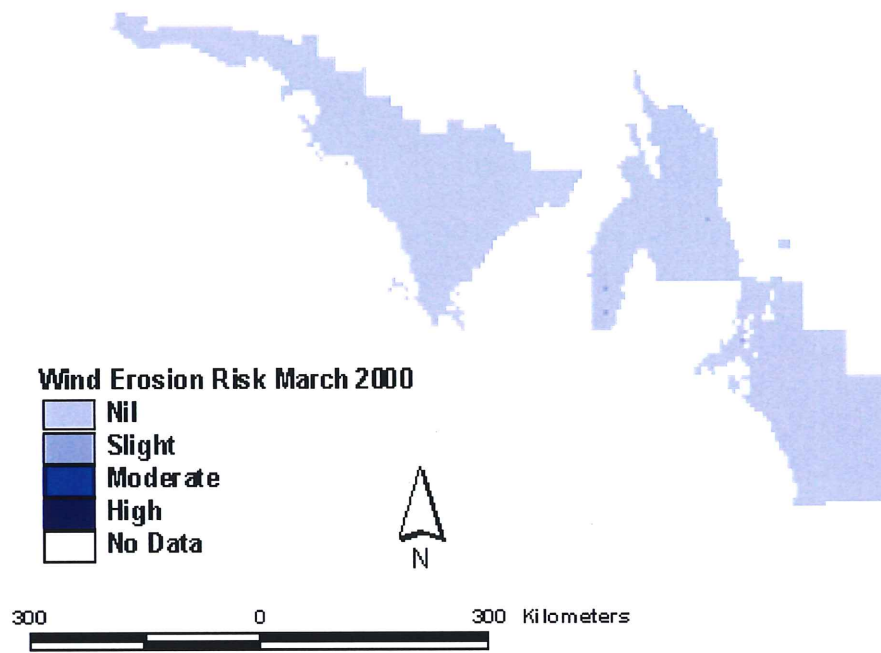 Wind Erosion Risk March 2000
Nil
Slight
Moderate
High
No Data
N
300 0 300 Kilometers